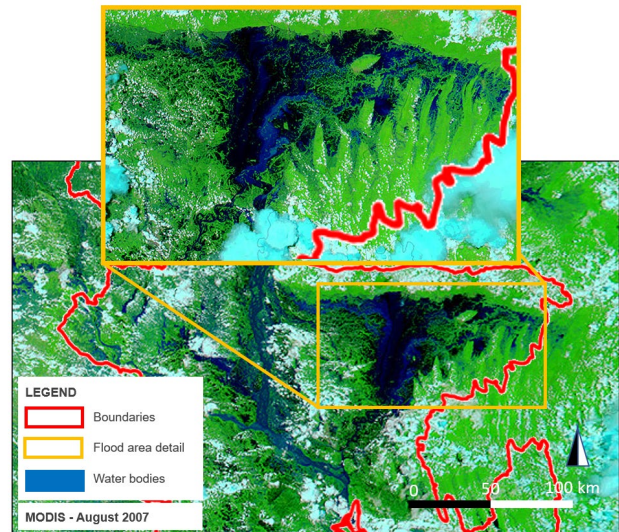 LEGEND
Boundaries
Flood area detail
Water bodies
MODIS - August 2007
0 50 100 km